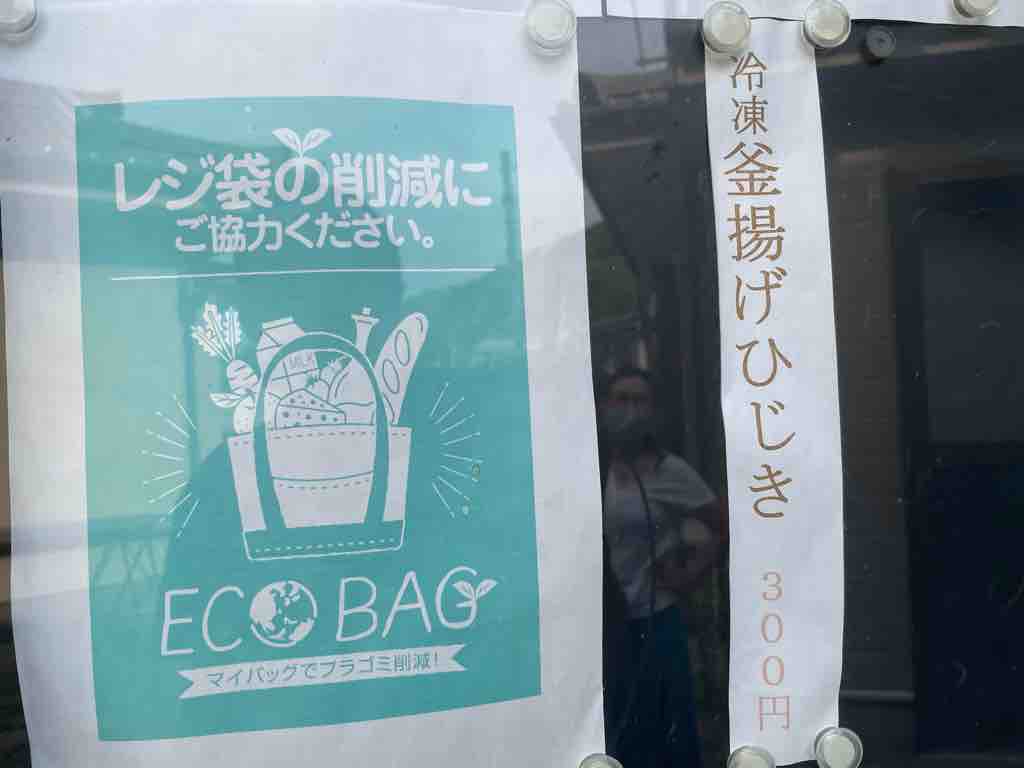 レジ袋の削減に
ご協力ください。
MILK
ECO BAG
マイバッグでプラゴミ削減!
冷凍釜揚げひじき 300円